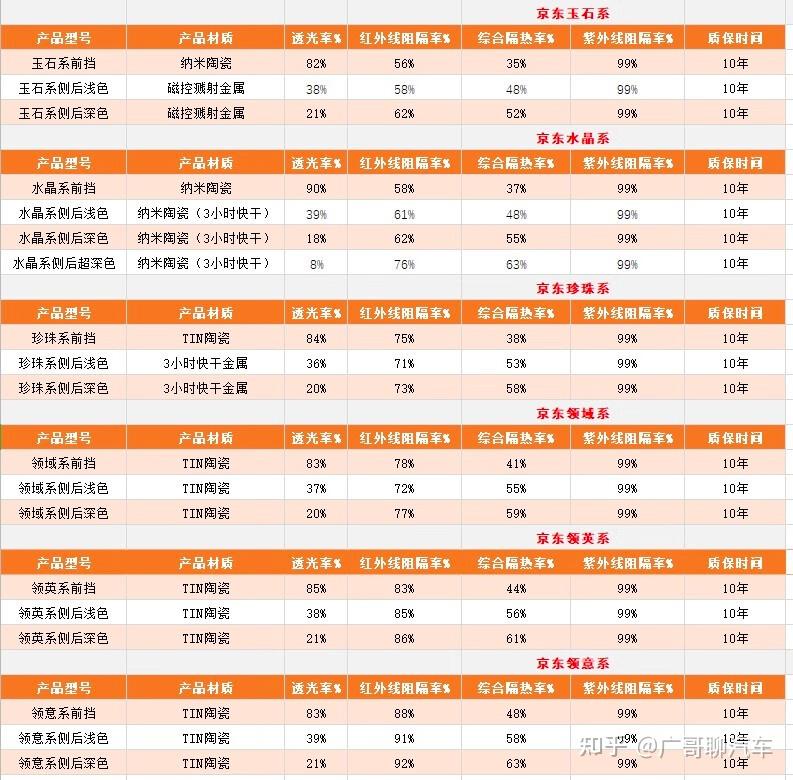 京东玉石系
产品型号 产品材质 透光率% 红外线阻隔率% 综合隔热率% 紫外线阻隔率% 质保时间
玉石系前挡 纳米陶瓷 82% 56% 35% 99% 10年
玉石系侧后浅色 磁控溅射金属 38% 58% 48% 99% 10年
玉石系侧后深色 磁控溅射金属 21% 62% 52% 99% 10年
京东水晶系
产品型号 产品材质 透光率% 红外线阻隔率% 综合隔热率% 紫外线阻隔率% 质保时间
水晶系前挡 纳米陶瓷 90% 58% 37% 99% 10年
水晶系侧后浅色 纳米陶瓷（3小时快干） 39% 61% 48% 99% 10年
水晶系侧后深色 纳米陶瓷（3小时快干） 18% 62% 55% 99% 10年
水晶系侧后超深色 纳米陶瓷（3小时快干） 8% 76% 63% 99% 10年
京东珍珠系
产品型号 产品材质 透光率% 红外线阻隔率% 综合隔热率% 紫外线阻隔率% 质保时间
珍珠系前挡 TIN陶瓷 84% 75% 38% 99% 10年
珍珠系侧后浅色 3小时快干金属 36% 71% 53% 99% 10年
珍珠系侧后深色 3小时快干金属 20% 73% 58% 99% 10年
京东领域系
产品型号 产品材质 透光率% 红外线阻隔率% 综合隔热率% 紫外线阻隔率% 质保时间
领域系前挡 TIN陶瓷 83% 78% 41% 99% 10年
领域系侧后浅色 TIN陶瓷 37% 72% 55% 99% 10年
领域系侧后深色 TIN陶瓷 20% 77% 59% 99% 10年
京东领英系
产品型号 产品材质 透光率% 红外线阻隔率% 综合隔热率% 紫外线阻隔率% 质保时间
领英系前挡 TIN陶瓷 85% 83% 44% 99% 10年
领英系侧后浅色 TIN陶瓷 38% 85% 56% 99% 10年
领英系侧后深色 TIN陶瓷 21% 86% 61% 99% 10年
京东领意系
产品型号 产品材质 透光率% 红外线阻隔率% 综合隔热率% 紫外线阻隔率% 质保时间
领意系前挡 TIN陶瓷 83% 88% 48% 99% 10年
领意系侧后浅色 TIN陶瓷 39% 91% 58% 99% 10年
领意系侧后深色 TIN陶瓷 21% 92% 63% 99% 10年
知乎 @广哥聊汽车